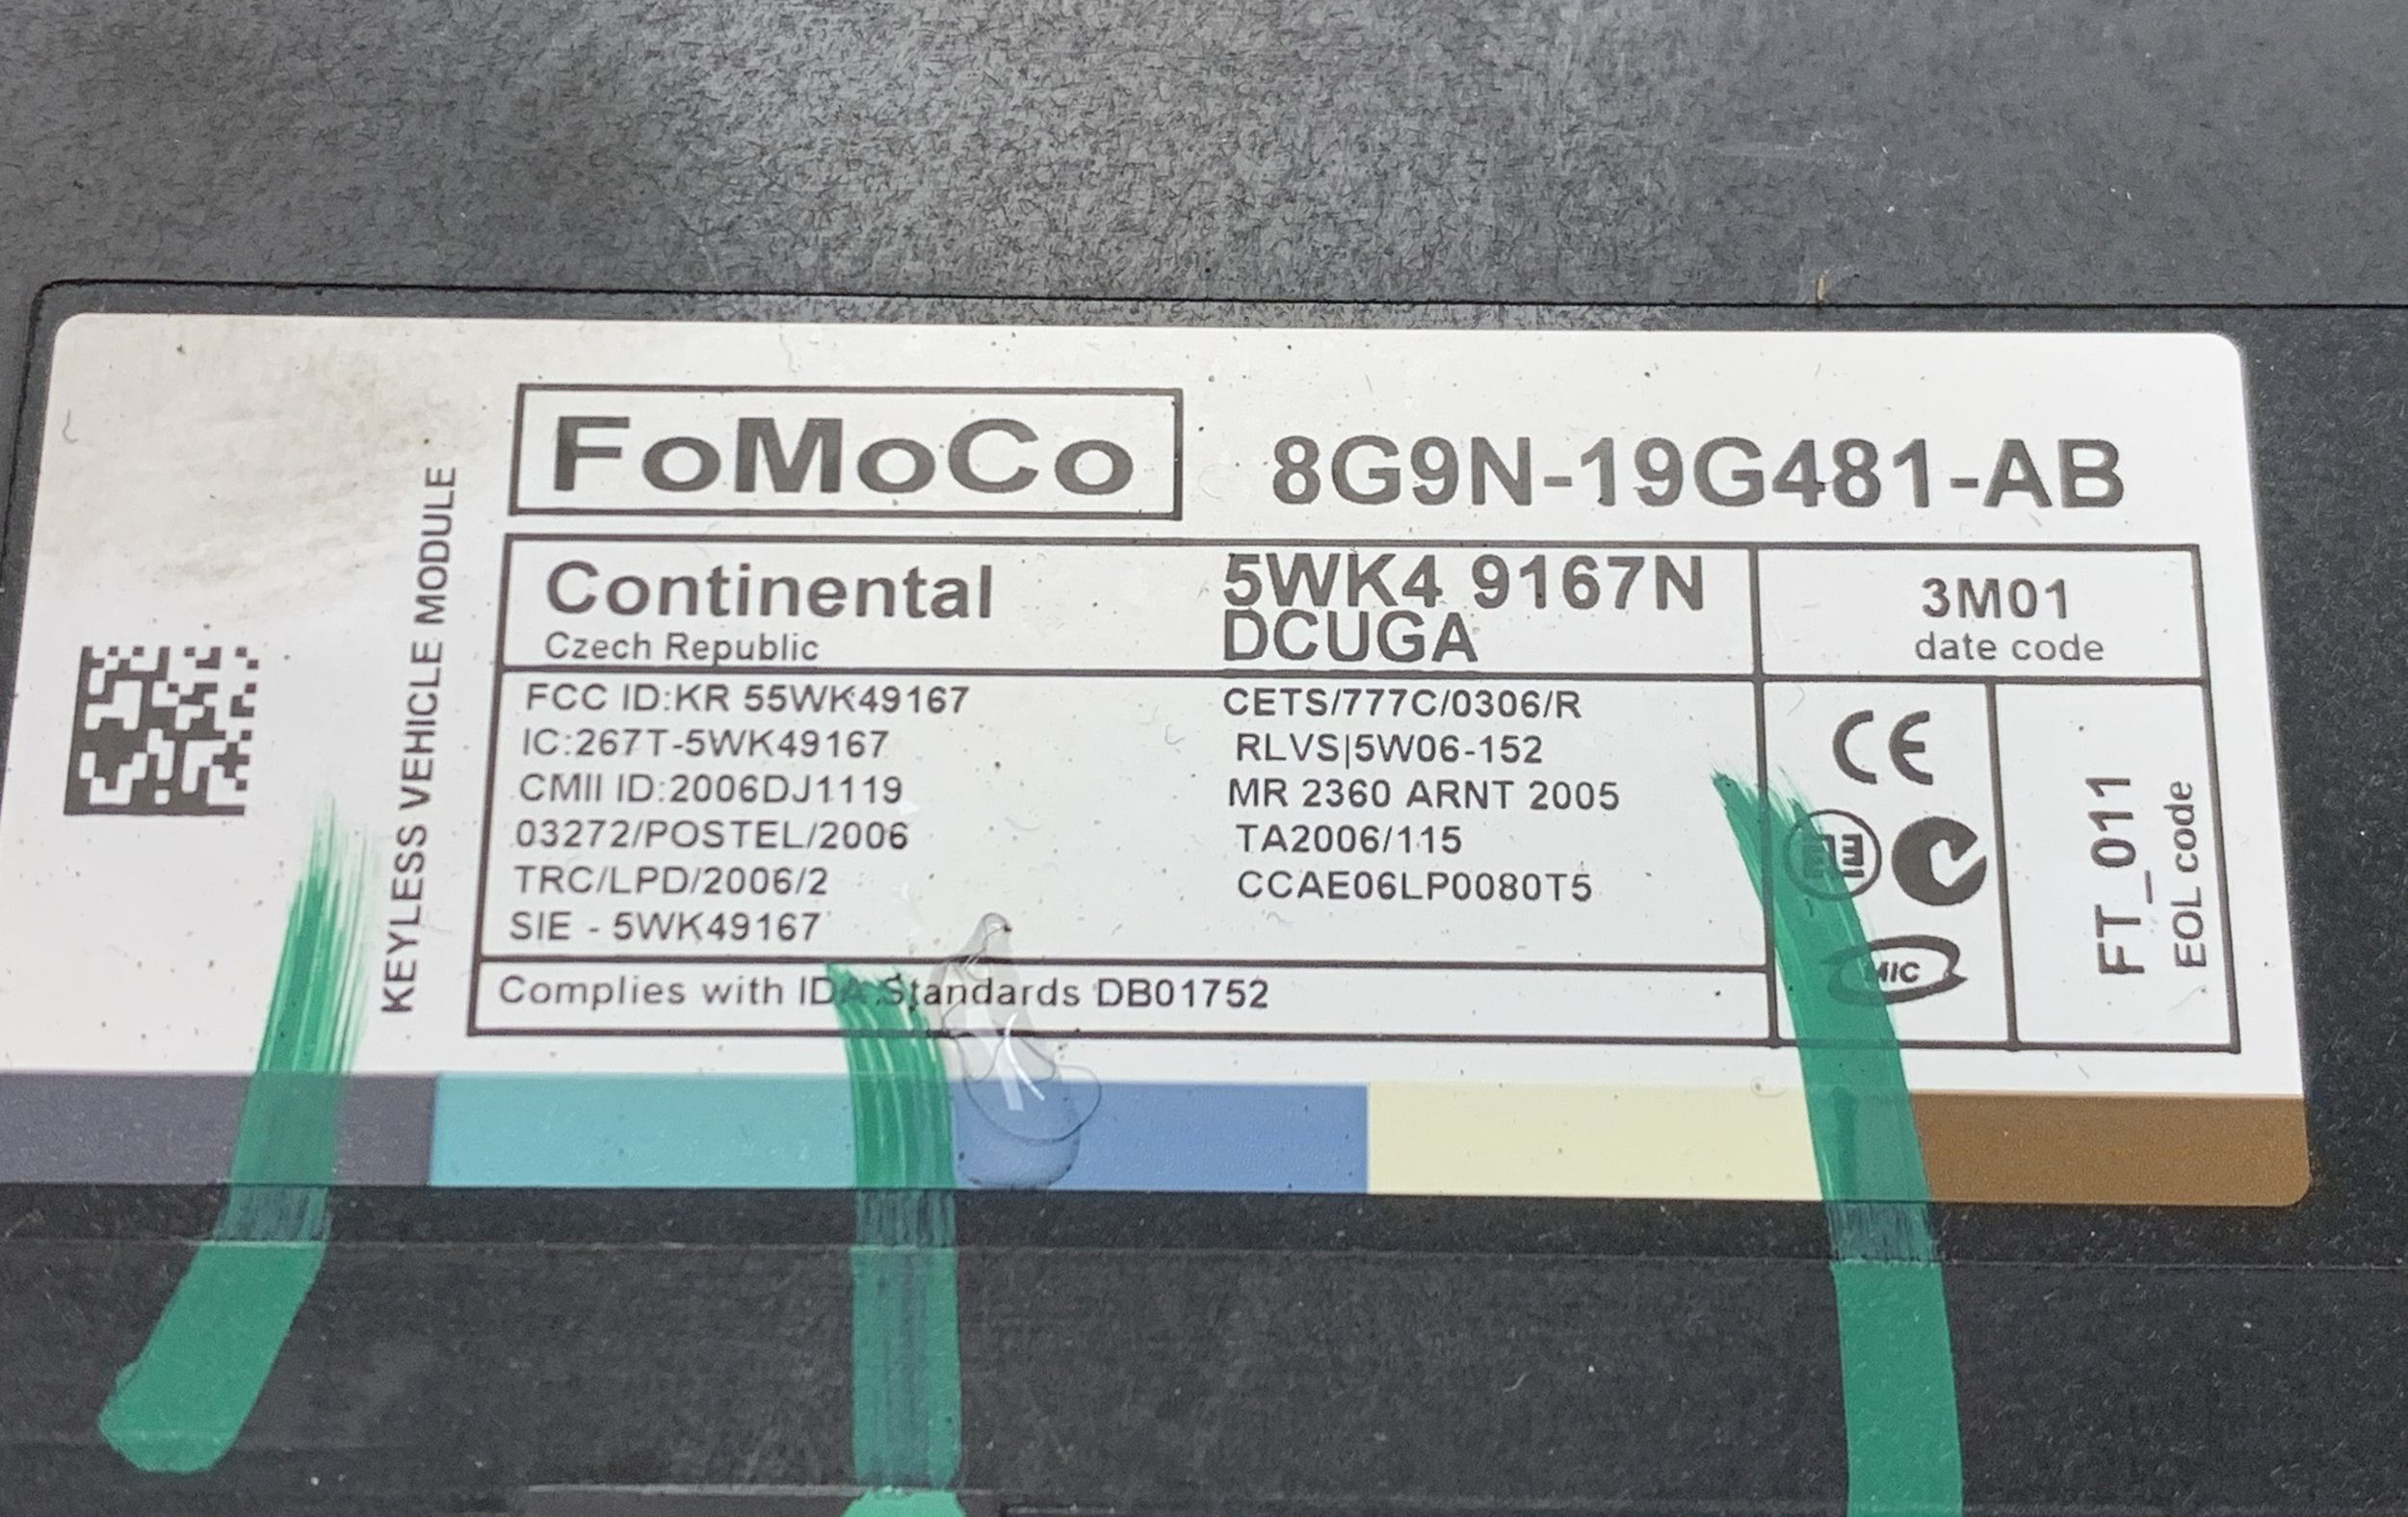 FoMoCo 8G9N-19G481-AB
KEYLESS VEHICLE MODULE
Continental
Czech Republic
5WK4 9167N
DCUGA
3M01
date code
FCC ID:KR 55WK49167
IC:267T-5WK49167
CMII ID:2006DJ1119
03272/POSTEL/2006
TRC/LPD/2006/2
SIE - 5WK49167
CETS/777C/0306/R
RLVS|5W06-152
MR 2360 ARNT 2005
TA2006/115
CCAE06LP0080T5
CE
MIC
FT_011
EOL code
Complies with IDA Standards DB01752